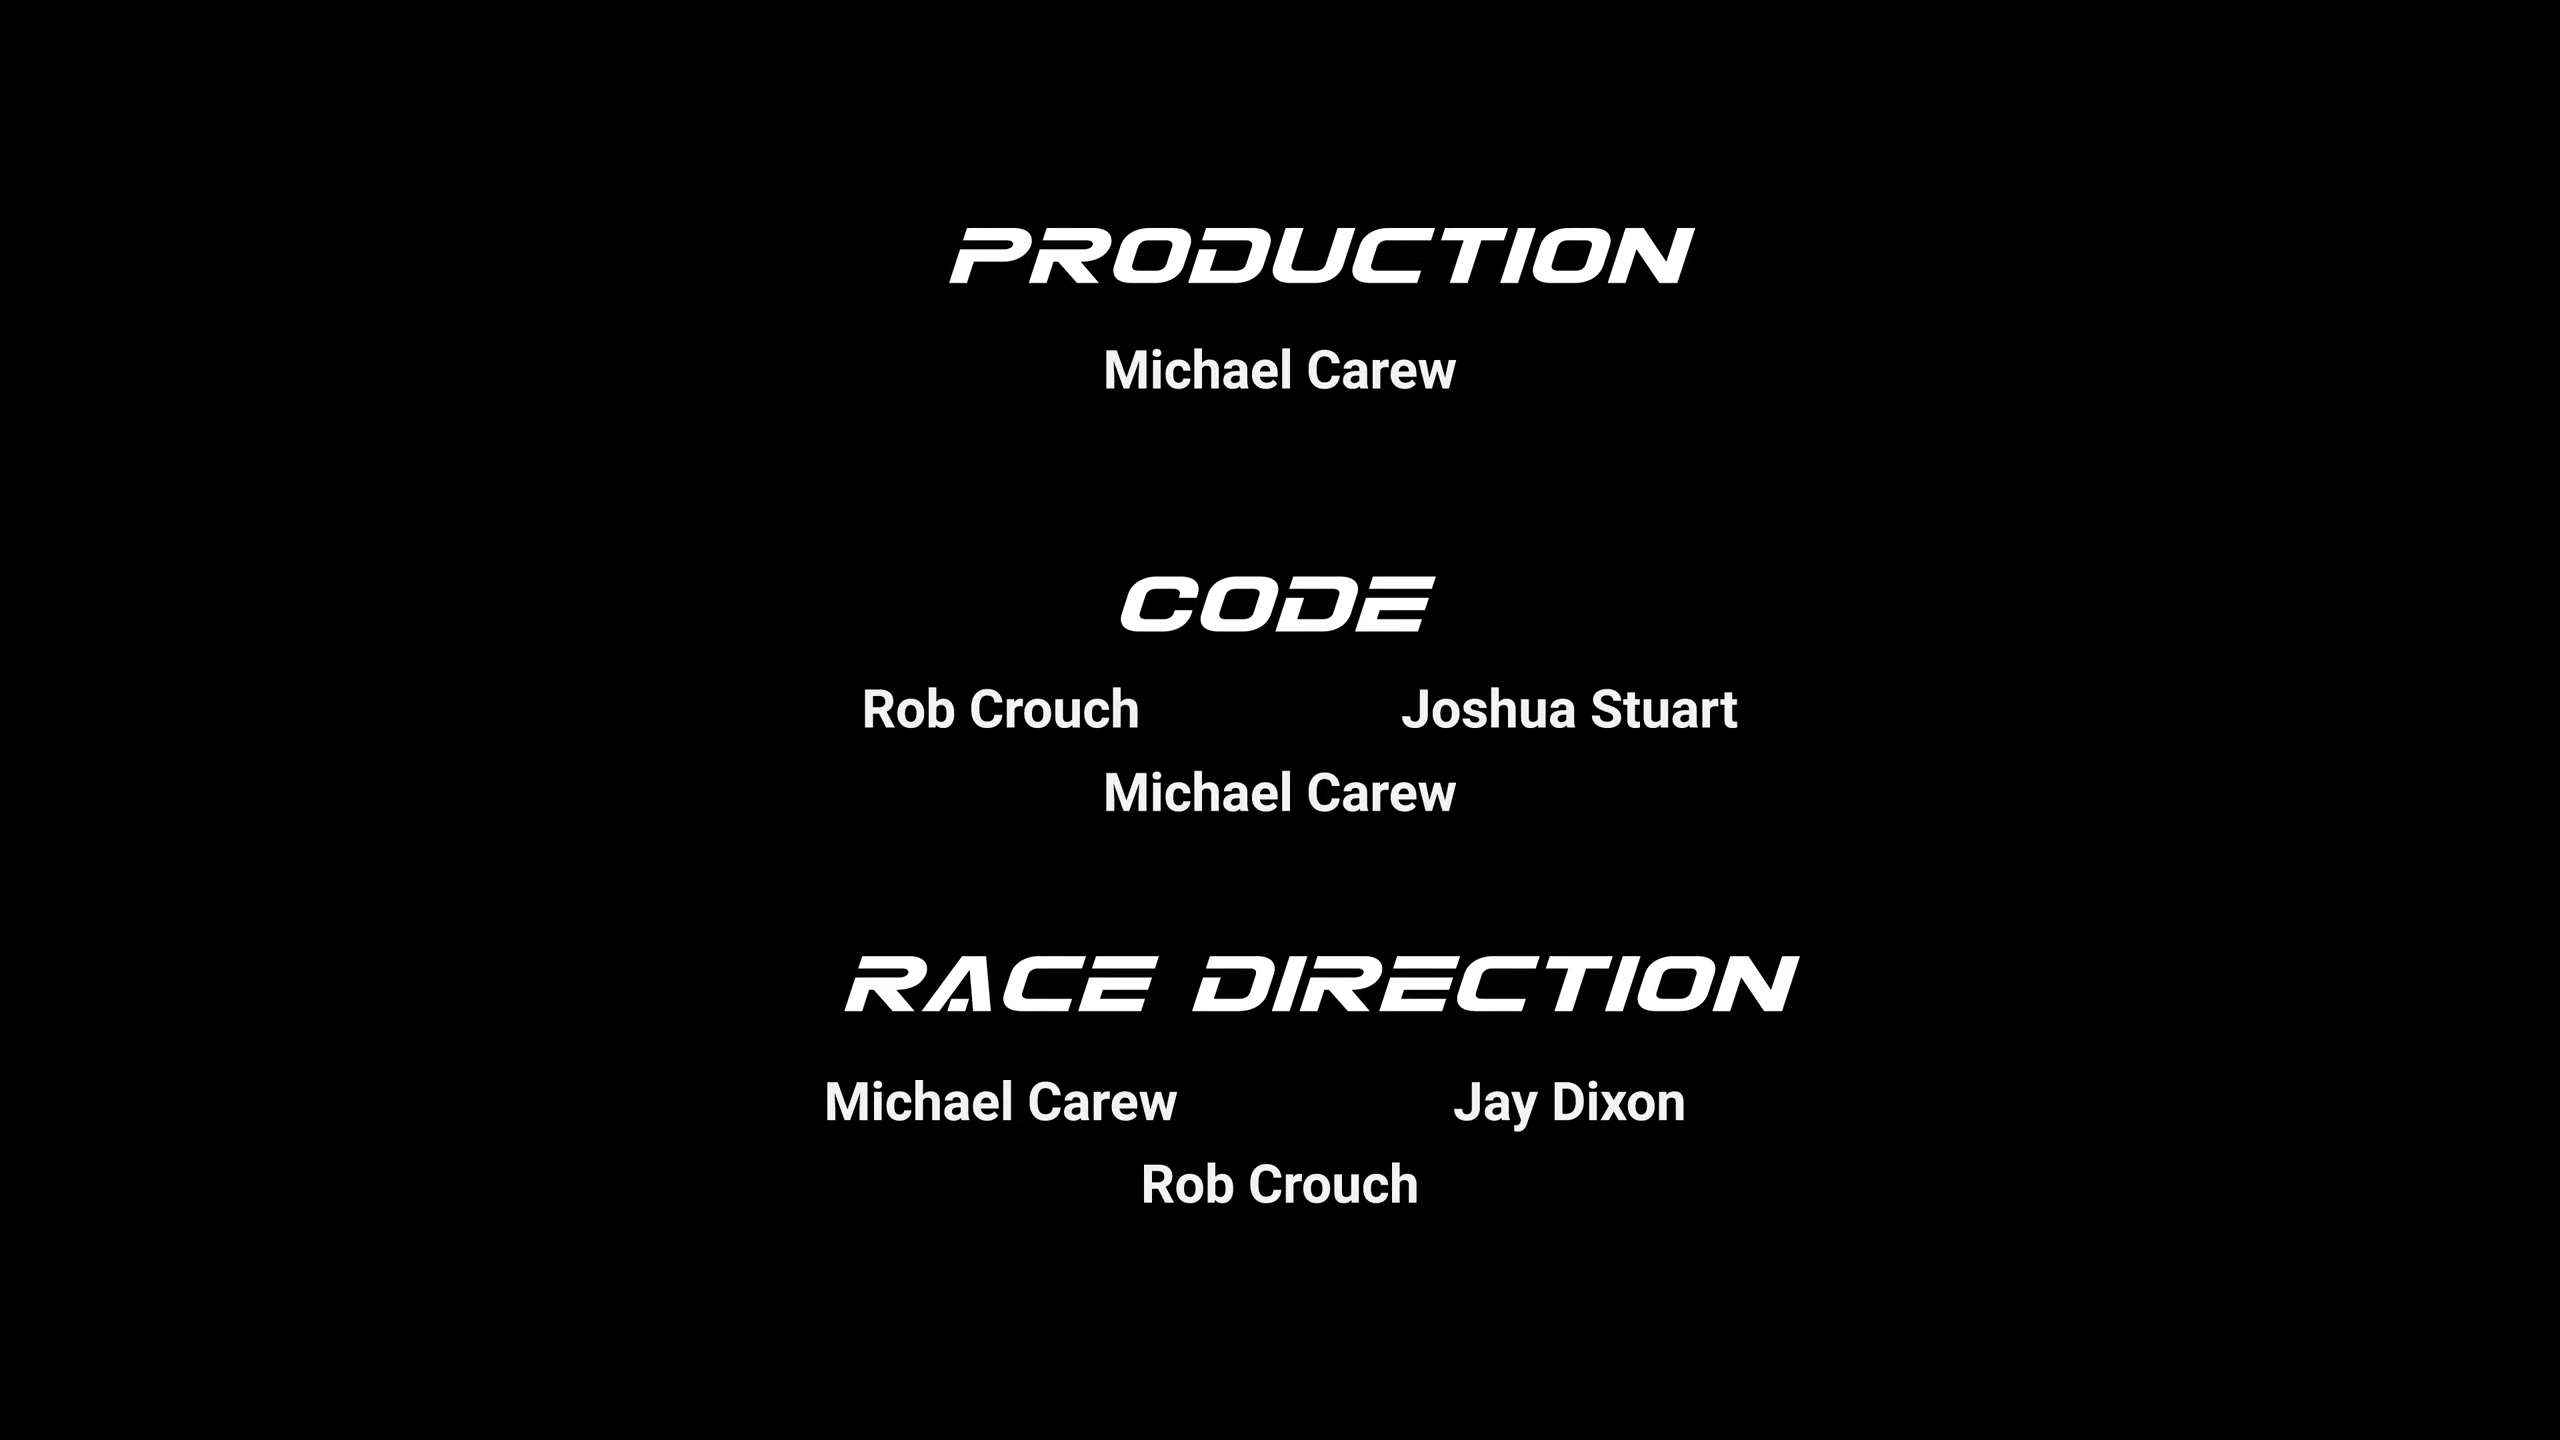 PRODUCTION
Michael Carew
CODE
Rob Crouch Joshua Stuart
Michael Carew
RACE DIRECTION
Michael Carew Jay Dixon
Rob Crouch